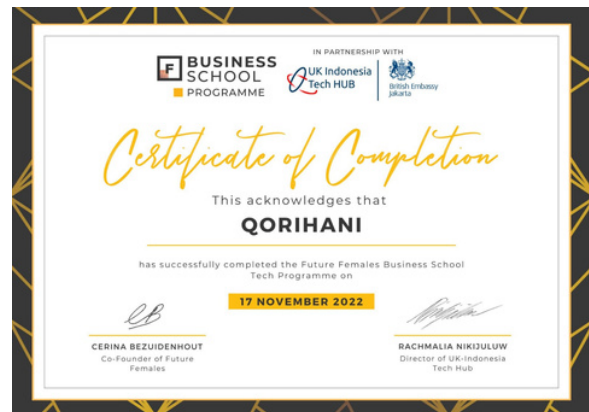 F BUSINESS
SCHOOL
PROGRAMME
IN PARTNERSHIP WITH
UK Indonesia
Tech HUB
British Embassy
Jakarta
Certificate of Completion
This acknowledges that
QORIHANI
has successfully completed the Future Females Business School
Tech Programme on
17 NOVEMBER 2022
CERINA BEZUIDENHOUT
Co-Founder of Future
Females
RACHMALIA NIKIJULUW
Director of UK-Indonesia
Tech Hub